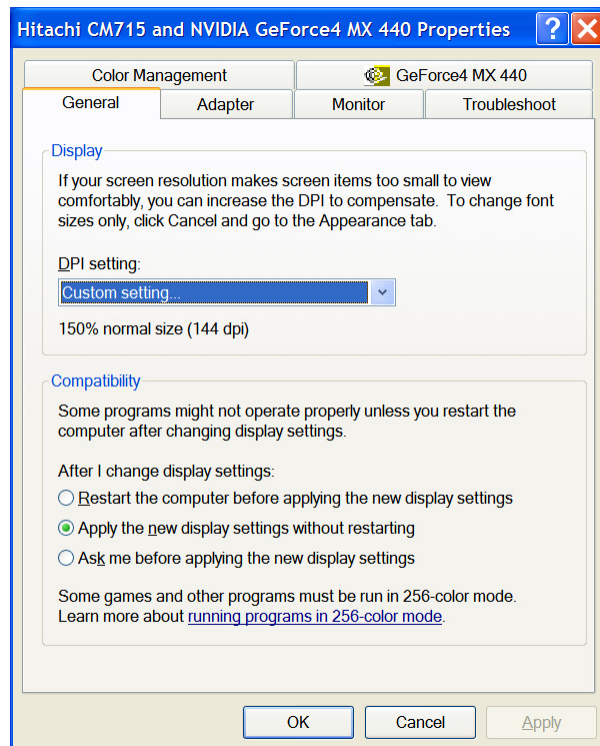 Hitachi CM715 and NVIDIA GeForce4 MX 440 Properties
Color Management
GeForce4 MX 440
General
Adapter
Monitor
Troubleshoot
Display
If your screen resolution makes screen items too small to view
comfortably, you can increase the DPI to compensate. To change font
sizes only, click Cancel and go to the Appearance tab.
DPI setting:
Custom setting...
150% normal size (144 dpi)
Compatibility
Some programs might not operate properly unless you restart the
computer after changing display settings.
After I change display settings:
Restart the computer before applying the new display settings
Apply the new display settings without restarting
Ask me before applying the new display settings
Some games and other programs must be run in 256-color mode.
Learn more about running programs in 256-color mode.
OK
Cancel
Apply